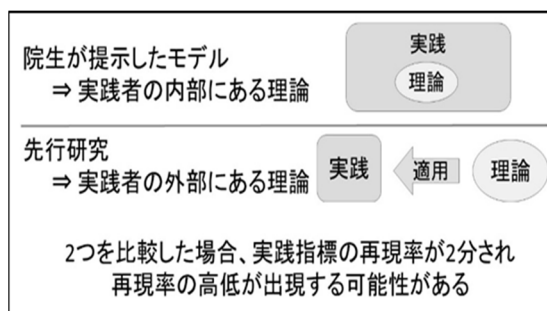 院生が提示したモデル
⇒ 実践者の内部にある理論
実践
理論
先行研究
⇒ 実践者の外部にある理論
実践
適用
理論
2つを比較した場合、実践指標の再現率が2分され
再現率の高低が出現する可能性がある